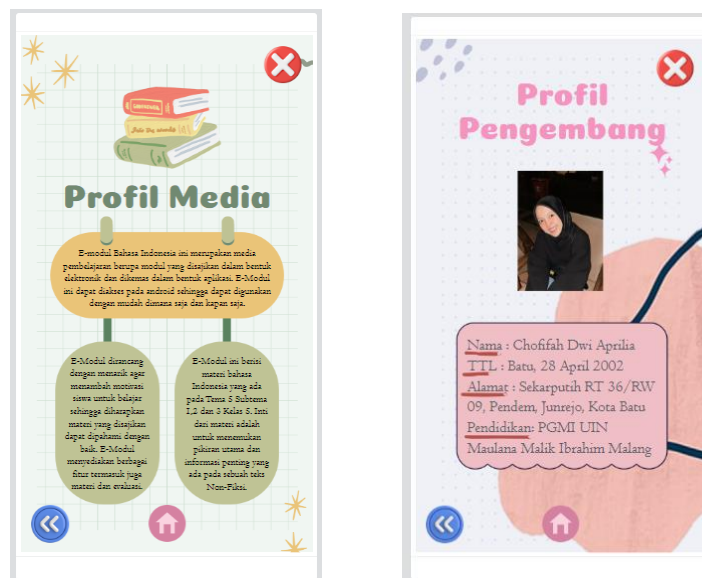 Profil Media
E-modul Bahasa Indonesia ini merupakan media
pembelajaran berupa modul yang disajikan dalam bentuk
elektronik dan dikemas dalam bentuk aplikasi. E-Modul
ini dapat diakses pada android sehingga dapat digunakan
dengan mudah dimana saja dan kapan saja.
E-Modul dirancang
dengan menarik agar
menambah motivasi
siswa untuk belajar
sehingga diharapkan
materi yang disajikan
dapat dipahami dengan
baik. E-Modul
menyediakan berbagai
fitur termasuk juga
materi dan evaluasi.
E-Modul ini berisi
materi bahasa
Indonesia yang ada
pada Tema 5 Subtema
1,2 dan 3 Kelas 5. Inti
dari materi adalah
untuk menemukan
pikiran utama dan
informasi penting yang
ada pada sebuah teks
Non-Fiksi.
Profil
Pengembang
Nama : Chofifah Dwi Aprilia
TTL : Batu, 28 April 2002
Alamat : Sekarputih RT 36/RW
09, Pendem, Junrejo, Kota Batu
Pendidikan: PGMI UIN
Maulana Malik Ibrahim Malang